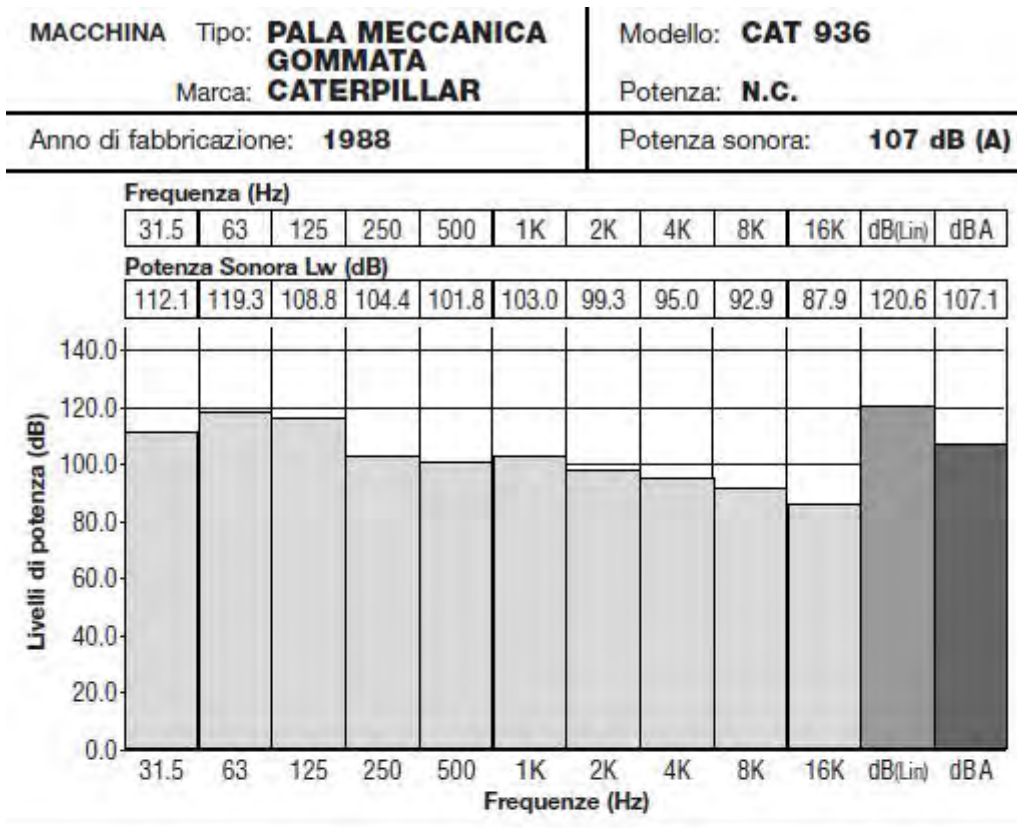 MACCHINA Tipo: PALA MECCANICA
GOMMATA
Marca: CATERPILLAR
Modello: CAT 936
Potenza: N.C.
Anno di fabbricazione: 1988
Potenza sonora: 107 dB (A)
Frequenza (Hz)
31.5 63 125 250 500 1K 2K 4K 8K 16K dB(Lin) dBA
Potenza Sonora Lw (dB)
112.1 119.3 108.8 104.4 101.8 103.0 99.3 95.0 92.9 87.9 120.6 107.1
Livelli di potenza (dB)
140.0
120.0
100.0
80.0
60.0
40.0
20.0
0.0
31.5 63 125 250 500 1K 2K 4K 8K 16K dB(Lin) dBA
Frequenze (Hz)